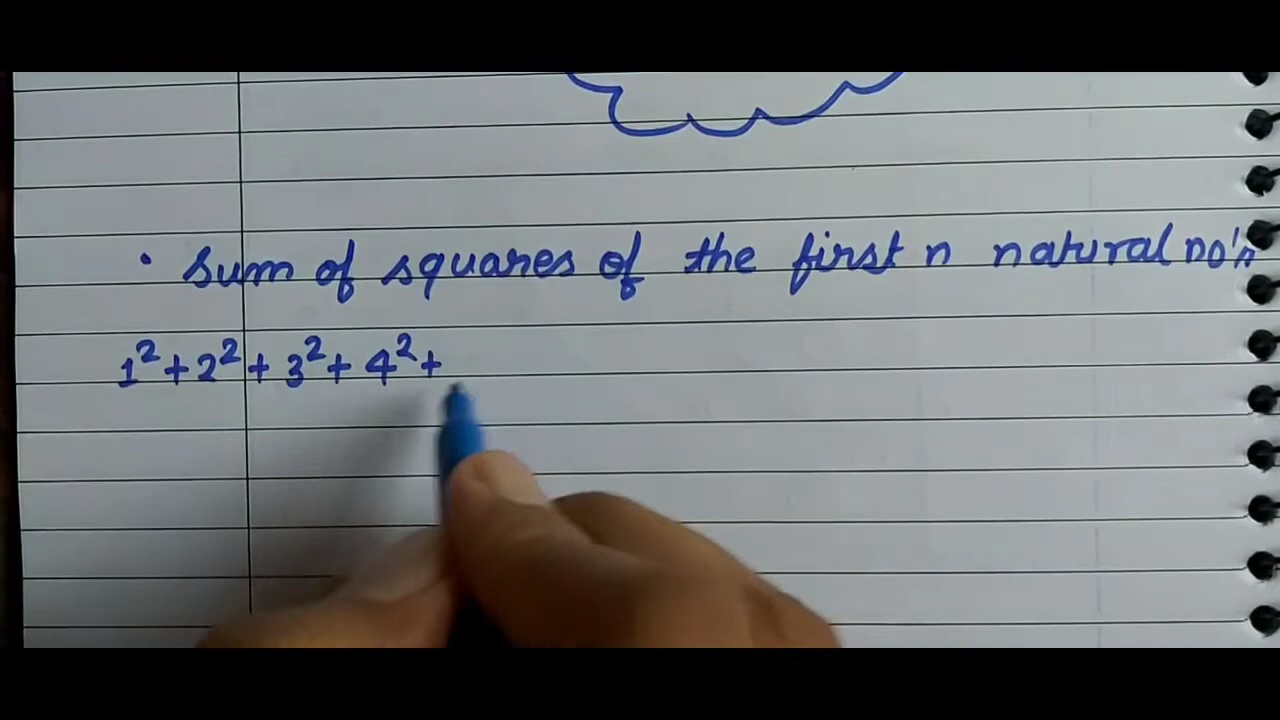 • Sum of squares of the first n natural no's
1² + 2² + 3² + 4² +